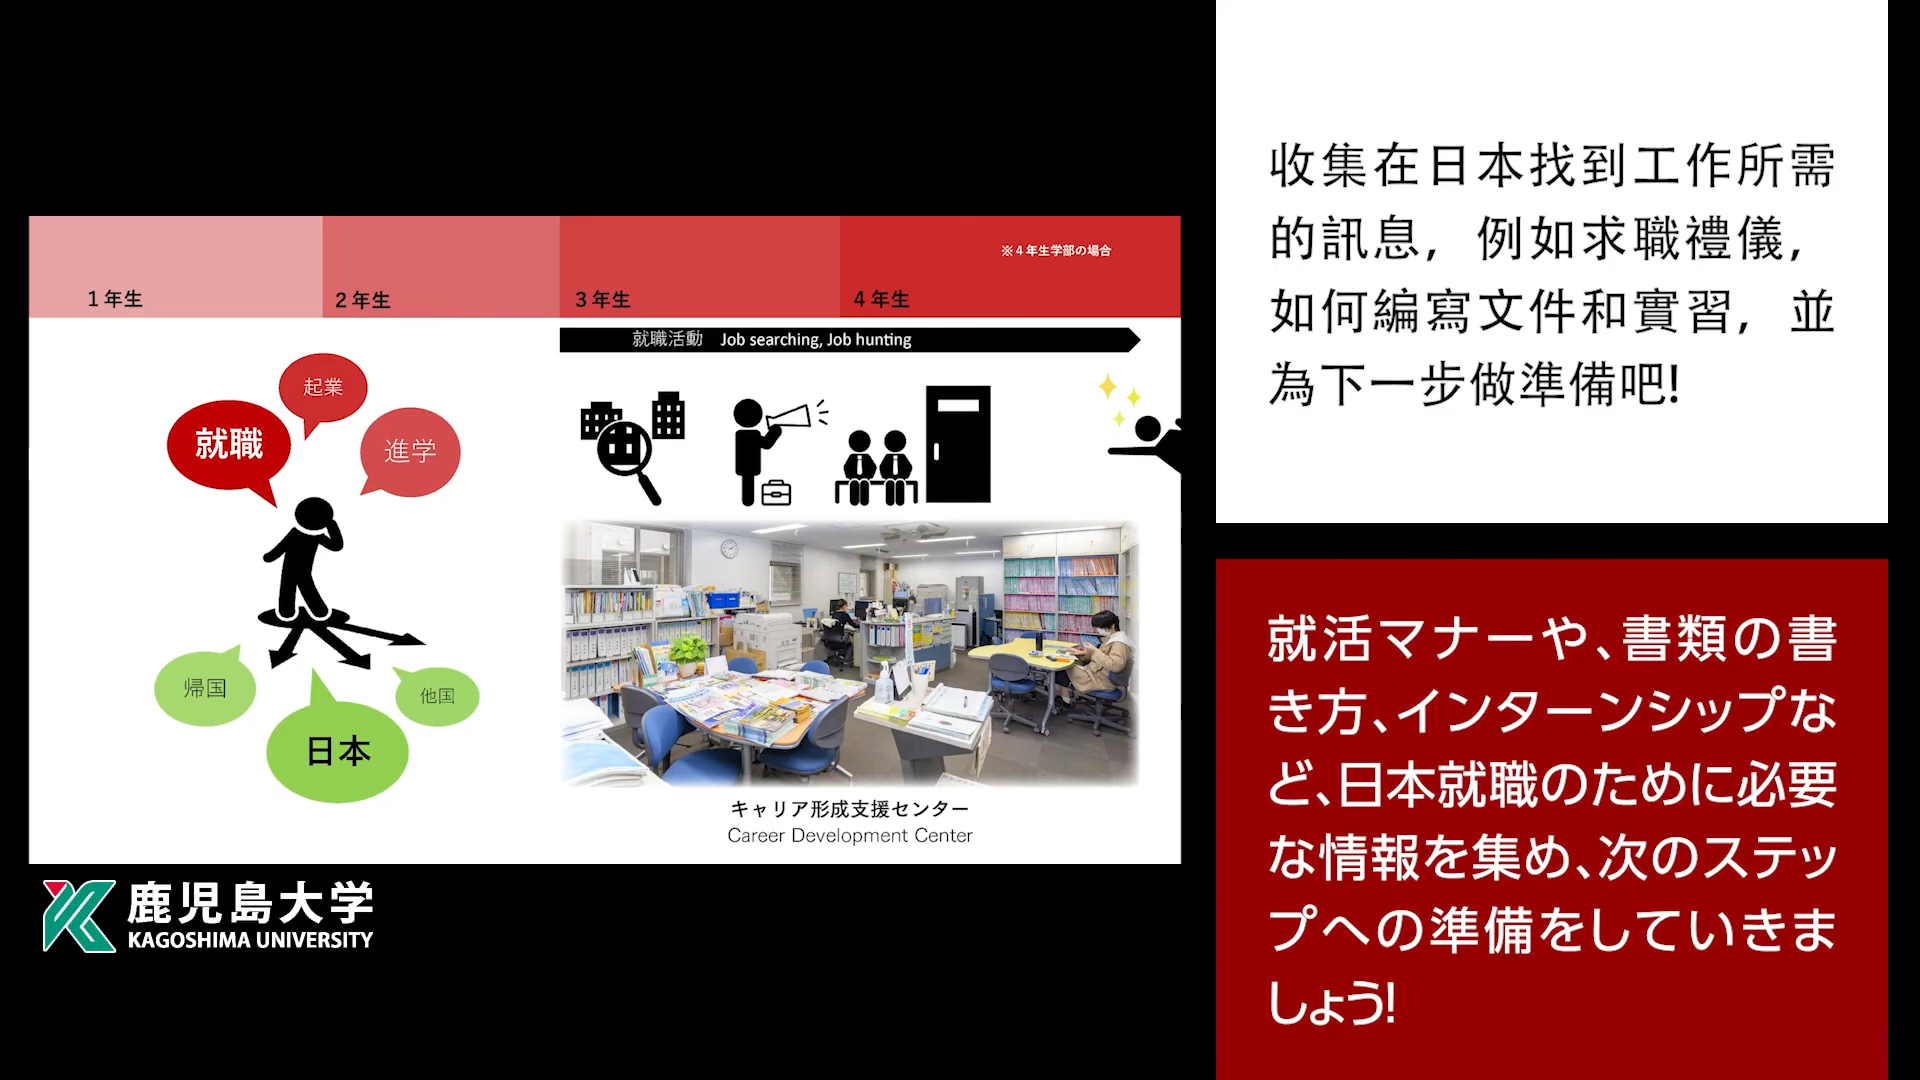 ※4年生学部の場合
1年生
2年生
3年生
4年生
就職活動 Job searching, Job hunting
起業
就職
進学
帰国
他国
日本
キャリア形成支援センター
Career Development Center
鹿児島大学
KAGOSHIMA UNIVERSITY
收集在日本找到工作所需
的訊息，例如求職禮儀，
如何編寫文件和實習，並
為下一步做準備吧!
就活マナーや、書類の書
き方、インターンシップな
ど、日本就職のために必要
な情報を集め、次のステッ
プへの準備をしていきま
しょう!